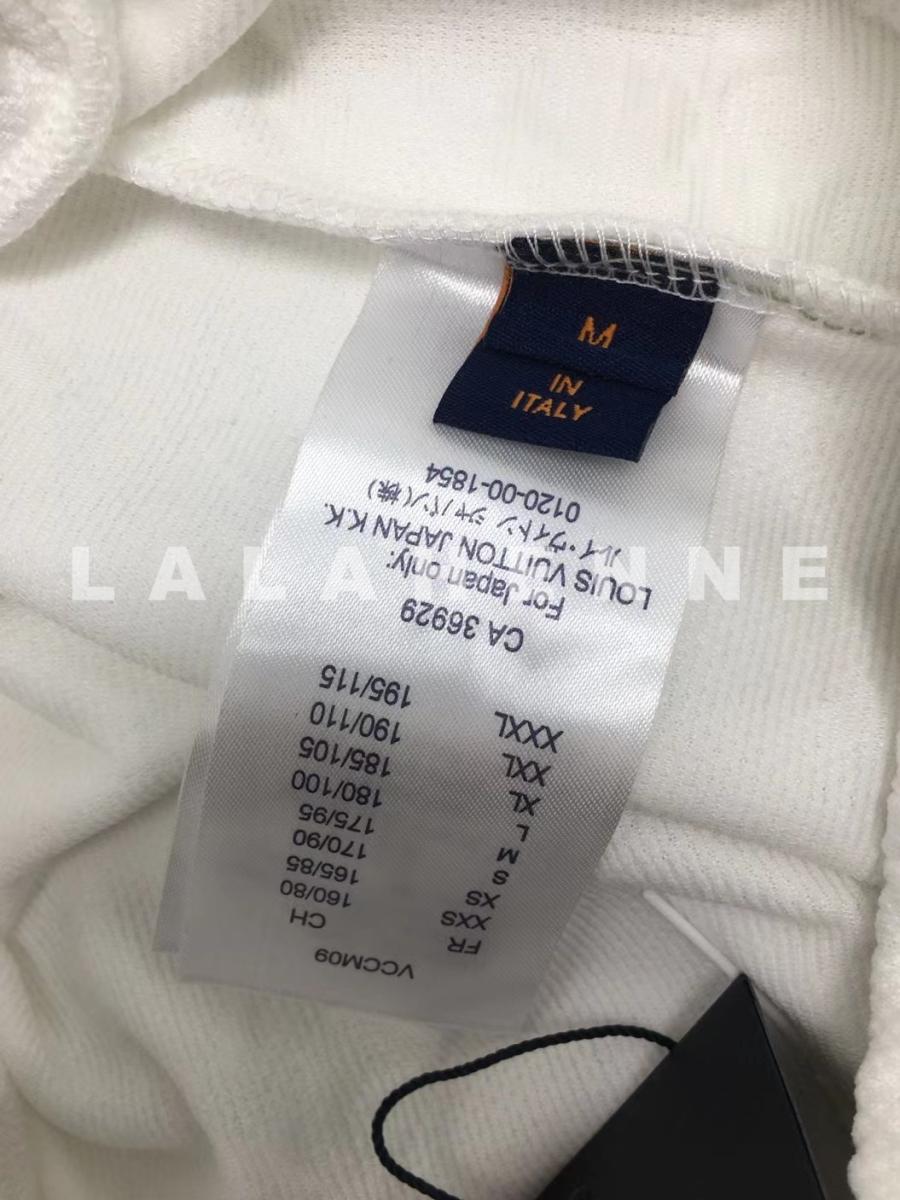 M
IN
ITALY
VCCM09
FR CH
XXS 160/80
XS 165/85
S 170/90
M 175/95
L 180/100
XL 185/105
XXL 190/110
XXXL 195/115
CA 36929
For Japan only:
LOUIS VUITTON JAPAN K.K.
ルイ・ヴィトン ジャパン(株)
0120-00-1854